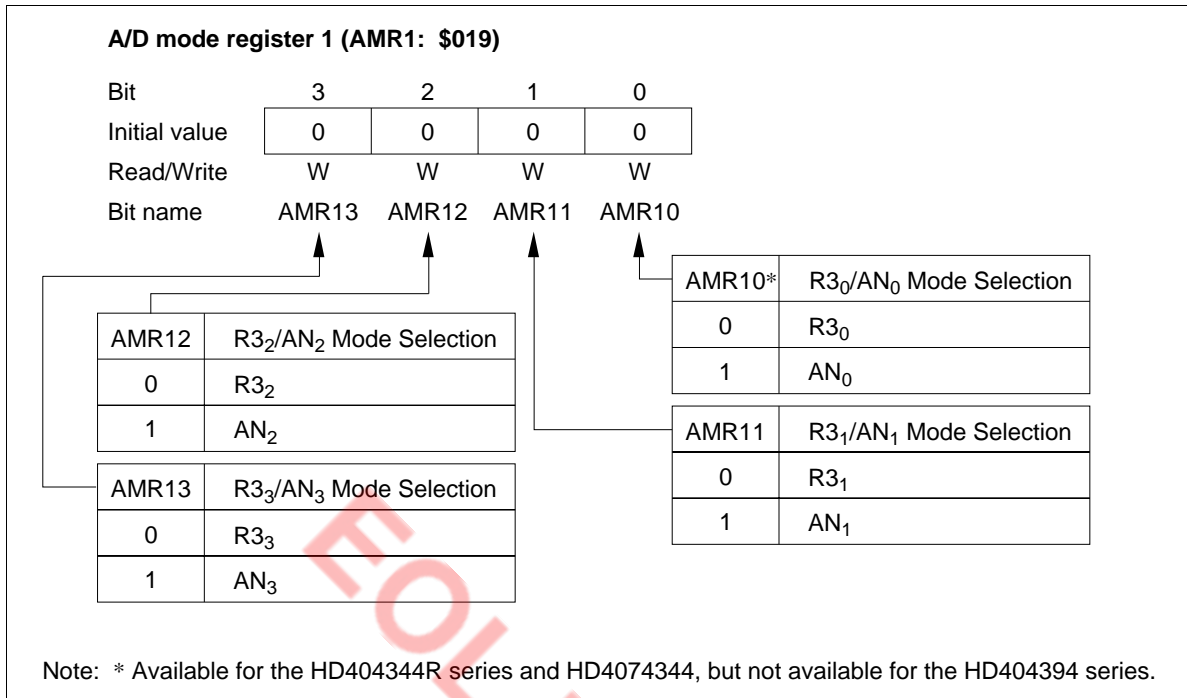 A/D mode register 1 (AMR1: $019)
Bit 3 2 1 0
Initial value 0 0 0 0
Read/Write W W W W
Bit name AMR13 AMR12 AMR11 AMR10
AMR10* R3₀/AN₀ Mode Selection
0 R3₀
1 AN₀
AMR12 R3₂/AN₂ Mode Selection
0 R3₂
1 AN₂
AMR11 R3₁/AN₁ Mode Selection
0 R3₁
1 AN₁
AMR13 R3₃/AN₃ Mode Selection
0 R3₃
1 AN₃
Note: * Available for the HD404344R series and HD4074344, but not available for the HD404394 series.
EOL